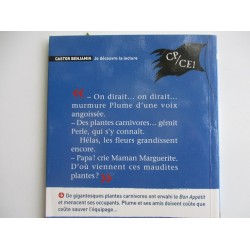 CASTOR BENJAMIN Je découvre la lecture
CP/
CE1
– On dirait... on dirait...
murmure Plume d'une voix
angoissée.
– Des plantes carnivores... gémit
Perle, qui s'y connaît.
Hélas, les fleurs grandissent
encore.
– Papa! crie Maman Marguerite.
D'où viennent ces maudites
plantes?
De gigantesques plantes carnivores ont envahi le Bon Appétit
et menacent ses occupants. Plume et ses amis doivent coûte que
coûte sauver l'équipage...